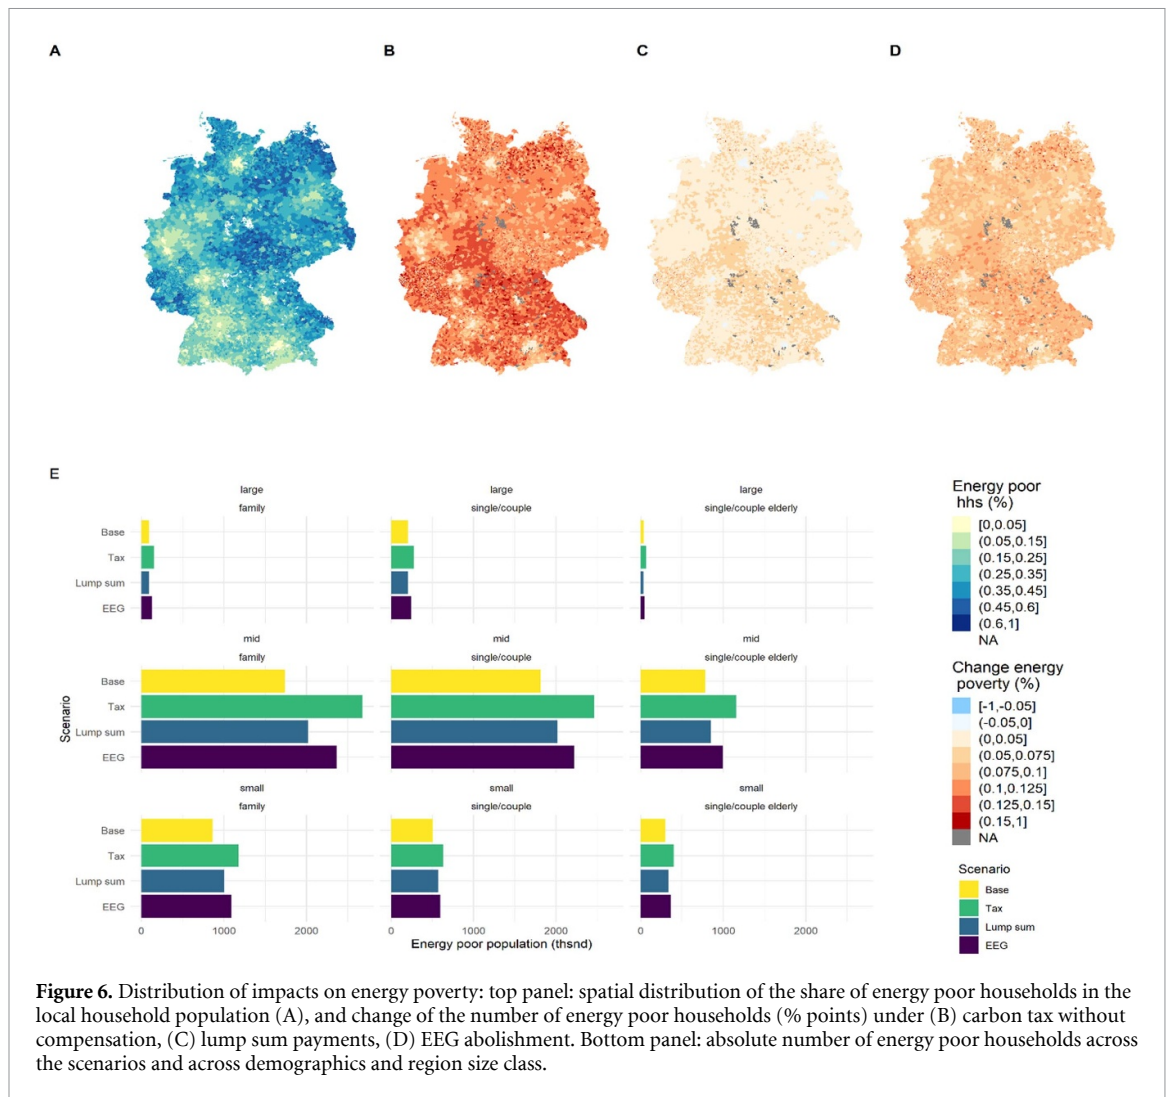 A
B
C
D
E
large
family
large
single/couple
large
single/couple elderly
Base
Tax
Lump sum
EEG
mid
family
mid
single/couple
mid
single/couple elderly
Scenario
Base
Tax
Lump sum
EEG
small
family
small
single/couple
small
single/couple elderly
Base
Tax
Lump sum
EEG
0 1000 2000 0 1000 2000 0 1000 2000
Energy poor population (thsnd)
Energy poor
hhs (%)
[0,0.05]
(0.05,0.15]
(0.15,0.25]
(0.25,0.35]
(0.35,0.45]
(0.45,0.6]
(0.6,1]
NA
Change energy
poverty (%)
[-1,-0.05]
(-0.05,0]
(0,0.05]
(0.05,0.075]
(0.075,0.1]
(0.1,0.125]
(0.125,0.15]
(0.15,1]
NA
Scenario
Base
Tax
Lump sum
EEG
Figure 6. Distribution of impacts on energy poverty: top panel: spatial distribution of the share of energy poor households in the
local household population (A), and change of the number of energy poor households (% points) under (B) carbon tax without
compensation, (C) lump sum payments, (D) EEG abolishment. Bottom panel: absolute number of energy poor households across
the scenarios and across demographics and region size class.